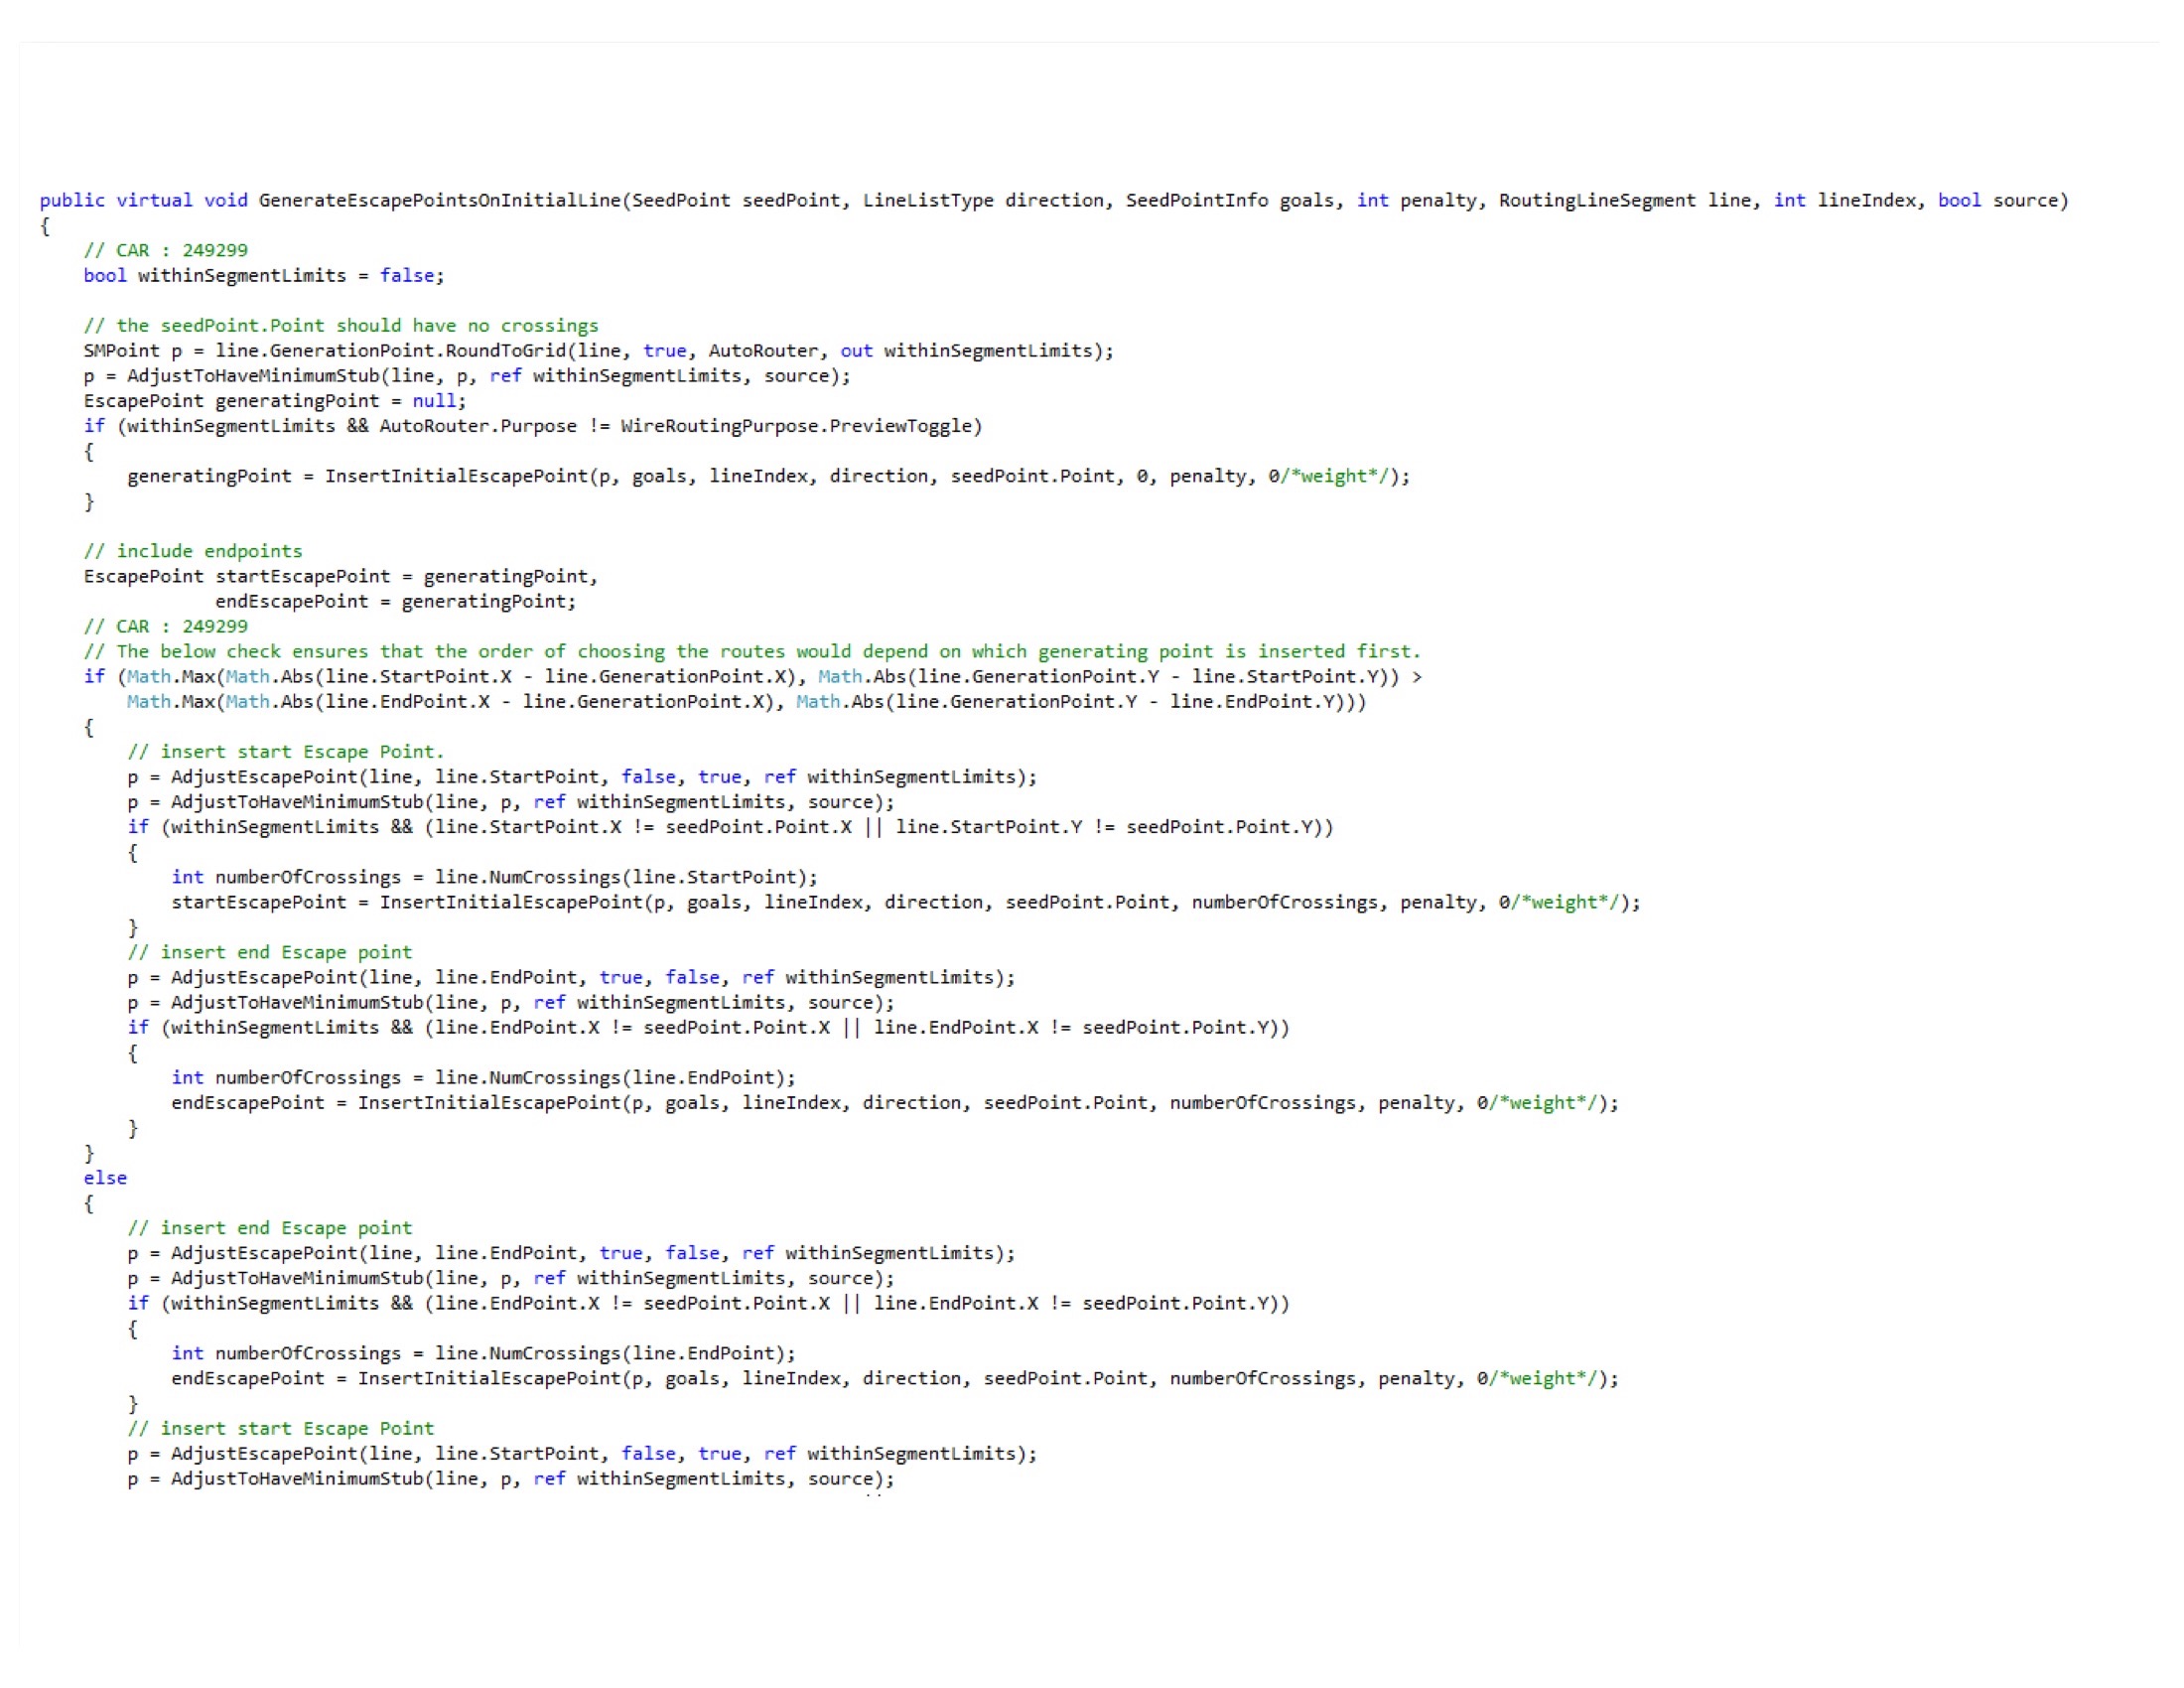 public virtual void GenerateEscapePointsOnInitialLine(SeedPoint seedPoint, LineListType direction, SeedPointInfo goals, int penalty, RoutingLineSegment line, int lineIndex, bool source)
{
    // CAR : 249299
    bool withinSegmentLimits = false;

    // the seedPoint.Point should have no crossings
    SMPoint p = line.GenerationPoint.RoundToGrid(line, true, AutoRouter, out withinSegmentLimits);
    p = AdjustToHaveMinimumStub(line, p, ref withinSegmentLimits, source);
    EscapePoint generatingPoint = null;
    if (withinSegmentLimits && AutoRouter.Purpose != WireRoutingPurpose.PreviewToggle)
    {
        generatingPoint = InsertInitialEscapePoint(p, goals, lineIndex, direction, seedPoint.Point, 0, penalty, 0/*weight*/);
    }

    // include endpoints
    EscapePoint startEscapePoint = generatingPoint,
                endEscapePoint = generatingPoint;
    // CAR : 249299
    // The below check ensures that the order of choosing the routes would depend on which generating point is inserted first.
    if (Math.Max(Math.Abs(line.StartPoint.X - line.GenerationPoint.X), Math.Abs(line.GenerationPoint.Y - line.StartPoint.Y)) >
        Math.Max(Math.Abs(line.EndPoint.X - line.GenerationPoint.X), Math.Abs(line.GenerationPoint.Y - line.EndPoint.Y)))
    {
        // insert start Escape Point.
        p = AdjustEscapePoint(line, line.StartPoint, false, true, ref withinSegmentLimits);
        p = AdjustToHaveMinimumStub(line, p, ref withinSegmentLimits, source);
        if (withinSegmentLimits && (line.StartPoint.X != seedPoint.Point.X || line.StartPoint.Y != seedPoint.Point.Y))
        {
            int numberOfCrossings = line.NumCrossings(line.StartPoint);
            startEscapePoint = InsertInitialEscapePoint(p, goals, lineIndex, direction, seedPoint.Point, numberOfCrossings, penalty, 0/*weight*/);
        }
        // insert end Escape point
        p = AdjustEscapePoint(line, line.EndPoint, true, false, ref withinSegmentLimits);
        p = AdjustToHaveMinimumStub(line, p, ref withinSegmentLimits, source);
        if (withinSegmentLimits && (line.EndPoint.X != seedPoint.Point.X || line.EndPoint.X != seedPoint.Point.Y))
        {
            int numberOfCrossings = line.NumCrossings(line.EndPoint);
            endEscapePoint = InsertInitialEscapePoint(p, goals, lineIndex, direction, seedPoint.Point, numberOfCrossings, penalty, 0/*weight*/);
        }
    }
    else
    {
        // insert end Escape point
        p = AdjustEscapePoint(line, line.EndPoint, true, false, ref withinSegmentLimits);
        p = AdjustToHaveMinimumStub(line, p, ref withinSegmentLimits, source);
        if (withinSegmentLimits && (line.EndPoint.X != seedPoint.Point.X || line.EndPoint.X != seedPoint.Point.Y))
        {
            int numberOfCrossings = line.NumCrossings(line.EndPoint);
            endEscapePoint = InsertInitialEscapePoint(p, goals, lineIndex, direction, seedPoint.Point, numberOfCrossings, penalty, 0/*weight*/);
        }
        // insert start Escape Point
        p = AdjustEscapePoint(line, line.StartPoint, false, true, ref withinSegmentLimits);
        p = AdjustToHaveMinimumStub(line, p, ref withinSegmentLimits, source);